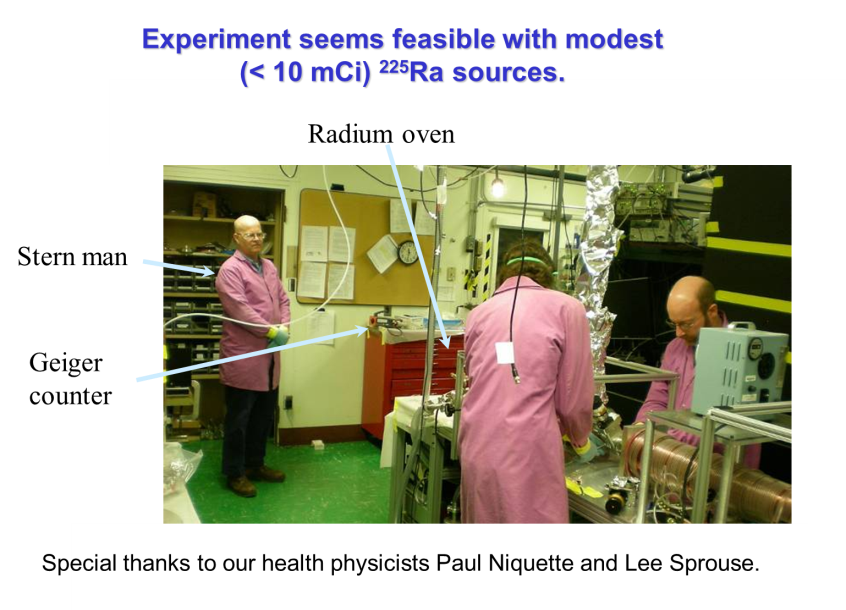 Experiment seems feasible with modest
(< 10 mCi) ²²⁵Ra sources.
Radium oven
Stern man
Geiger
counter
Special thanks to our health physicists Paul Niquette and Lee Sprouse.